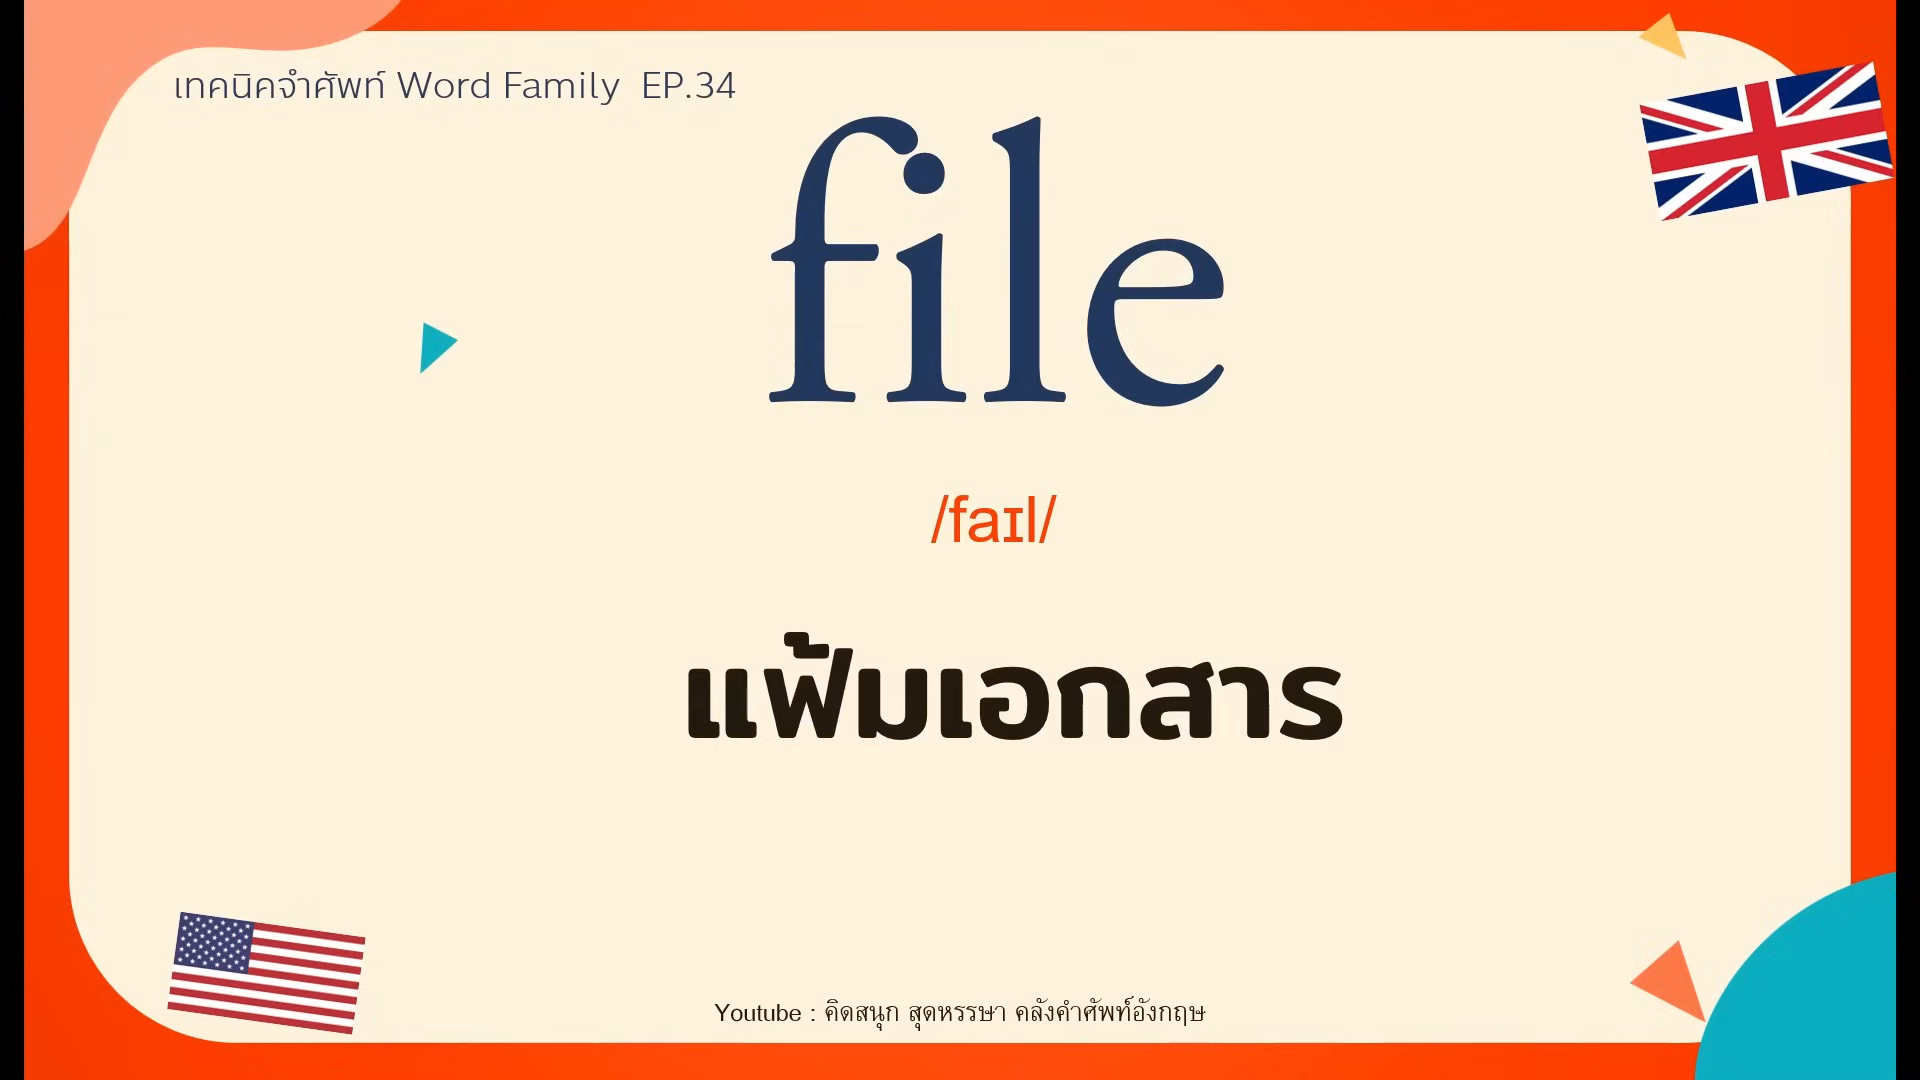 เทคนิคจำศัพท์ Word Family EP.34
file
/faɪl/
แฟ้มเอกสาร
Youtube : คิดสนุก สุดหรรษา คลังคำศัพท์อังกฤษ